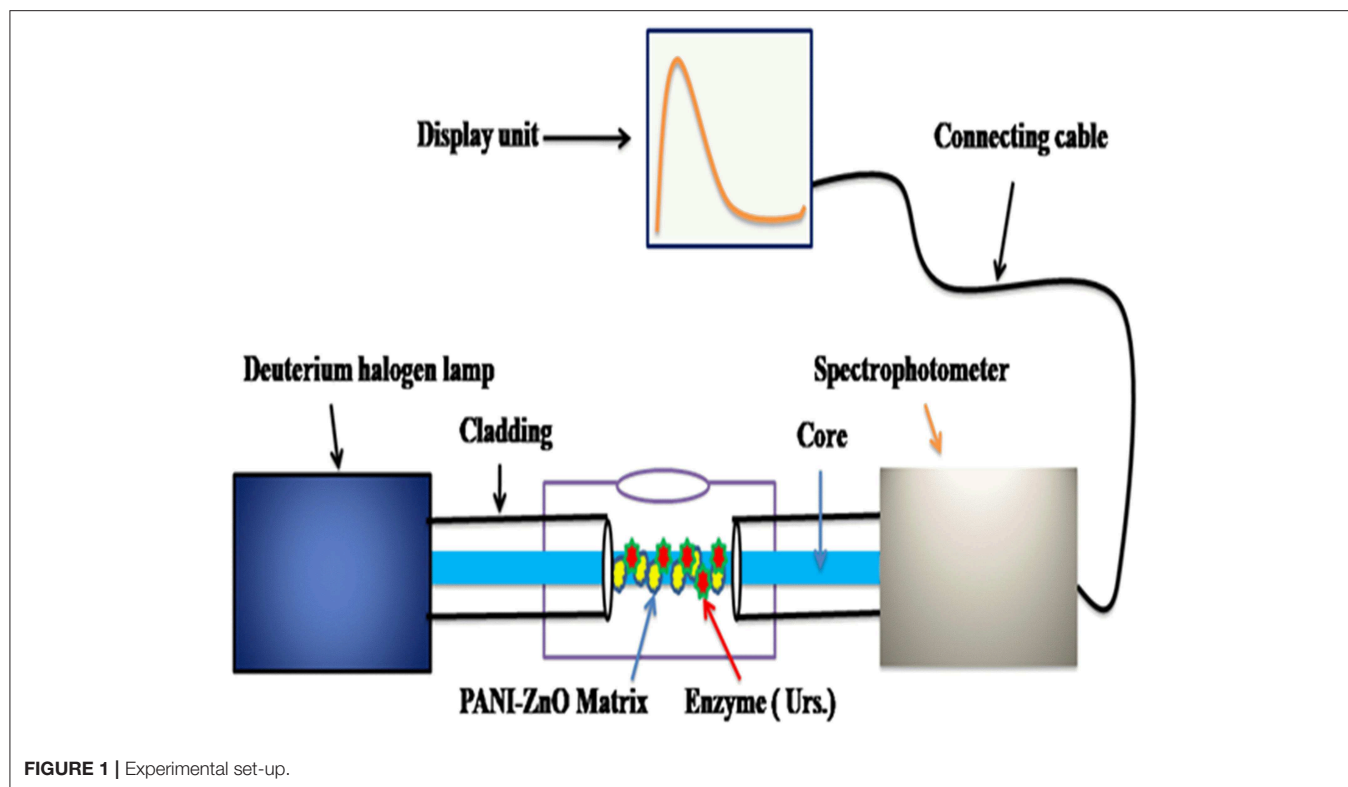 Display unit
Connecting cable
Deuterium halogen lamp
Spectrophotometer
Cladding
Core
PANI-ZnO Matrix
Enzyme ( Urs.)
FIGURE 1 | Experimental set-up.